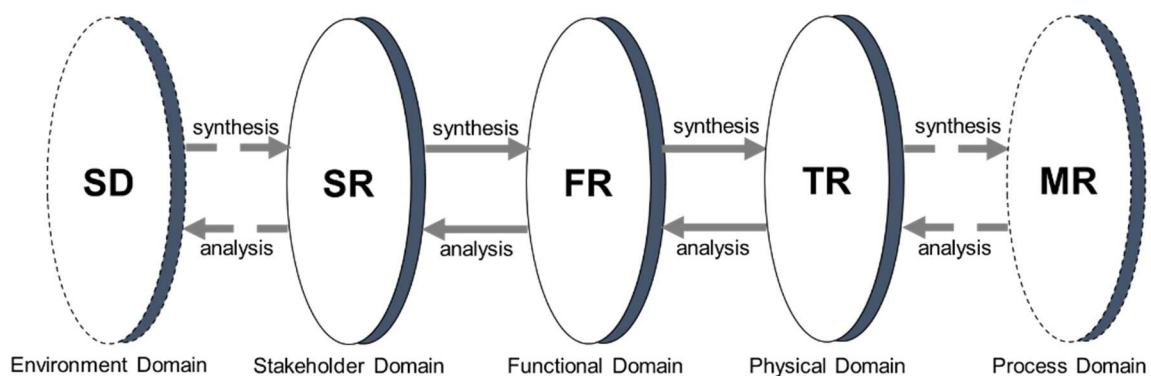 synthesis synthesis synthesis synthesis
SD SR FR TR MR
analysis analysis analysis analysis
Environment Domain Stakeholder Domain Functional Domain Physical Domain Process Domain